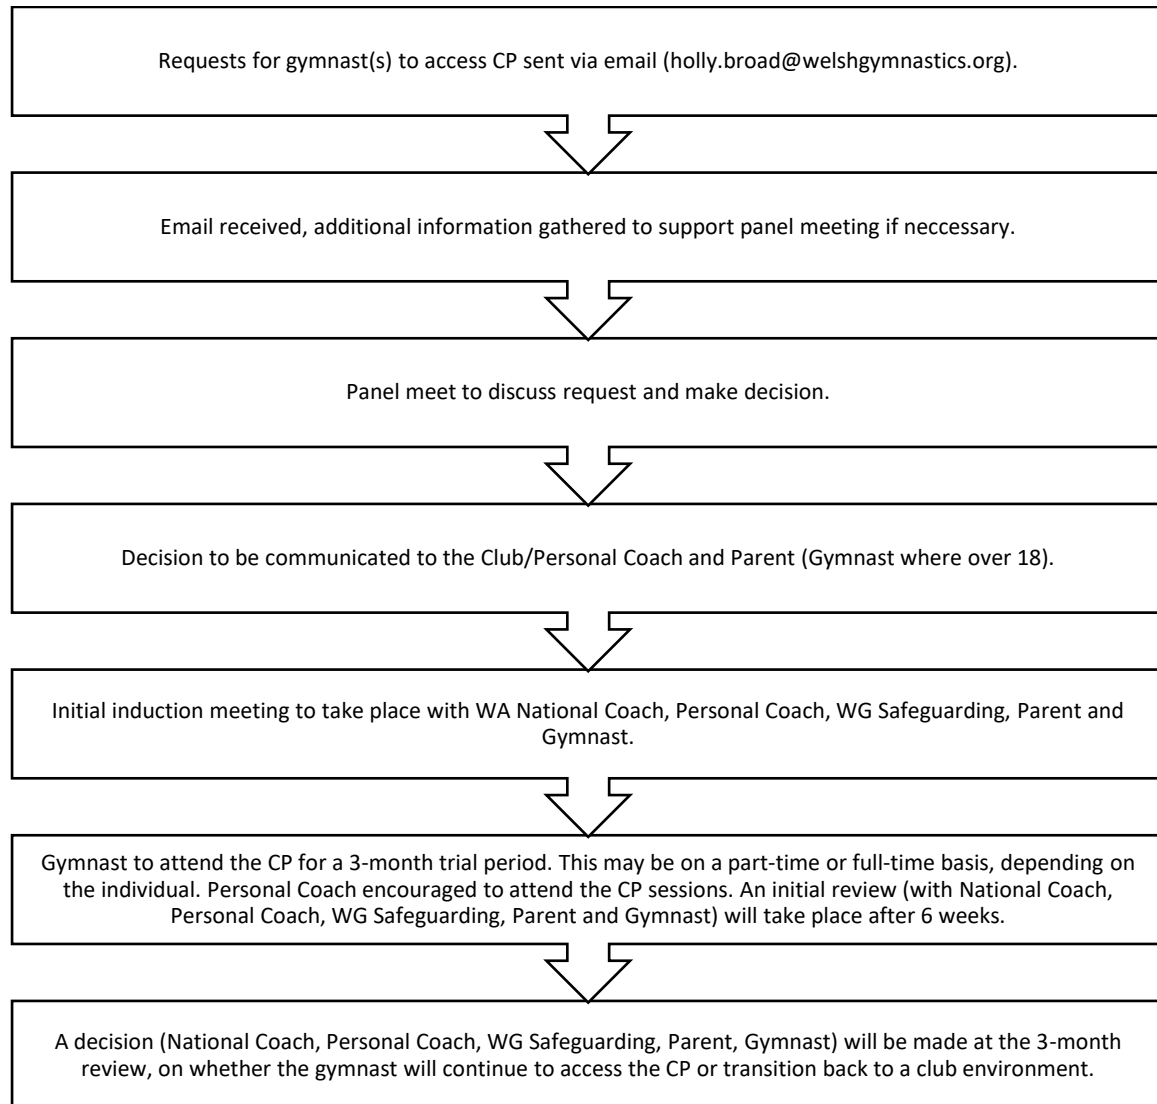 Requests for gymnast(s) to access CP sent via email (holly.broad@welshgymnastics.org).
Email received, additional information gathered to support panel meeting if neccessary.
Panel meet to discuss request and make decision.
Decision to be communicated to the Club/Personal Coach and Parent (Gymnast where over 18).
Initial induction meeting to take place with WA National Coach, Personal Coach, WG Safeguarding, Parent and
Gymnast.
Gymnast to attend the CP for a 3-month trial period. This may be on a part-time or full-time basis, depending on
the individual. Personal Coach encouraged to attend the CP sessions. An initial review (with National Coach,
Personal Coach, WG Safeguarding, Parent and Gymnast) will take place after 6 weeks.
A decision (National Coach, Personal Coach, WG Safeguarding, Parent, Gymnast) will be made at the 3-month
review, on whether the gymnast will continue to access the CP or transition back to a club environment.